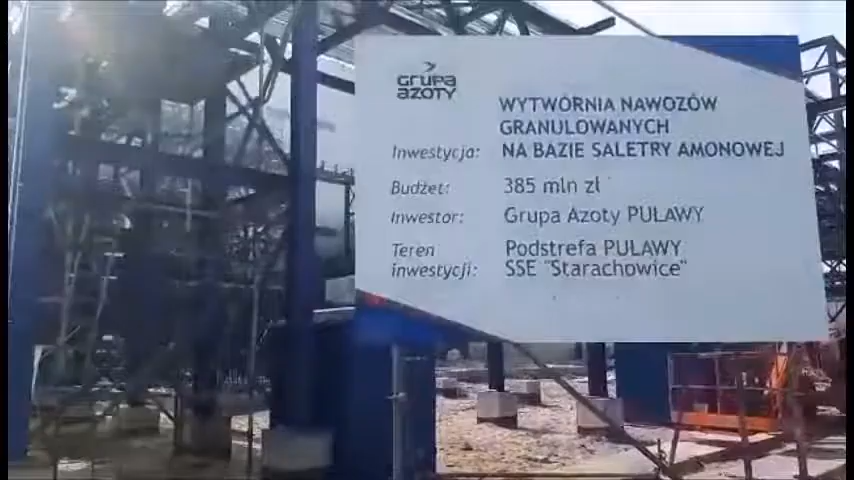 GRUPA
AZOTY
WYTWÓRNIA NAWOZÓW
GRANULOWANYCH
Inwestycja: NA BAZIE SALETRY AMONOWEJ
Budżet: 385 mln zł
Inwestor: Grupa Azoty PUŁAWY
Teren Podstrefa PUŁAWY
inwestycji: SSE "Starachowice"